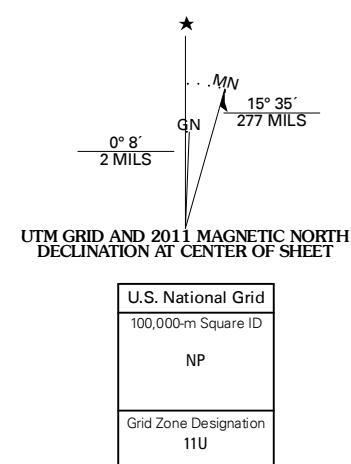 MN
GN
15° 35´
277 MILS
0° 8´
2 MILS
UTM GRID AND 2011 MAGNETIC NORTH
DECLINATION AT CENTER OF SHEET
U.S. National Grid
100,000-m Square ID
NP
Grid Zone Designation
11U